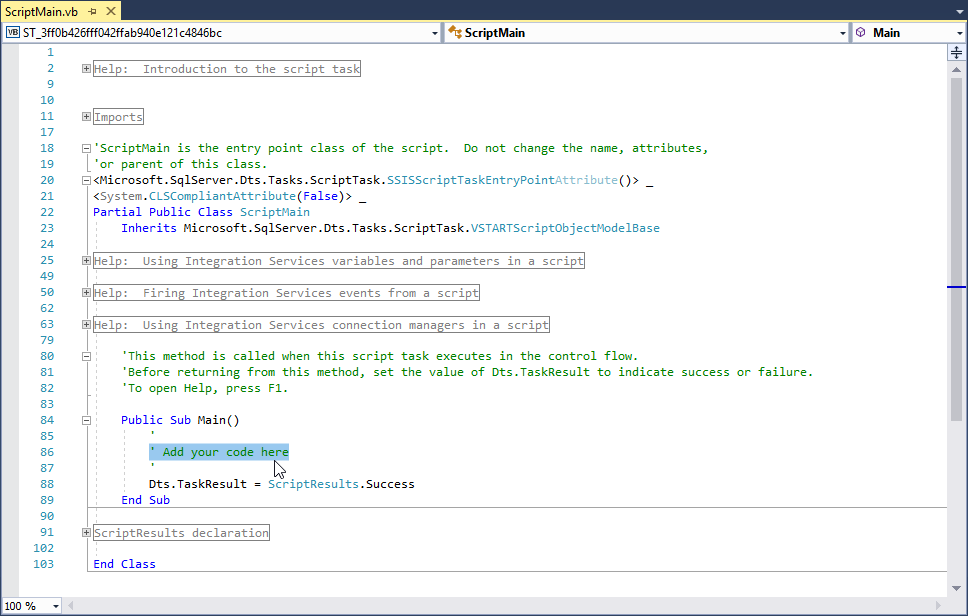 ScriptMain.vb
VB ST_3ff0b426fff042ffab940e121c4846bc ScriptMain Main
1
2 Help:  Introduction to the script task
9
10
11 Imports
17
18 'ScriptMain is the entry point class of the script.  Do not change the name, attributes,
19 'or parent of this class.
20 <Microsoft.SqlServer.Dts.Tasks.ScriptTask.SSISScriptTaskEntryPointAttribute()> _
21 <System.CLSCompliantAttribute(False)> _
22 Partial Public Class ScriptMain
23 Inherits Microsoft.SqlServer.Dts.Tasks.ScriptTask.VSTARTScriptObjectModelBase
24
25 Help:  Using Integration Services variables and parameters in a script
49
50 Help:  Firing Integration Services events from a script
62
63 Help:  Using Integration Services connection managers in a script
79
80 'This method is called when this script task executes in the control flow.
81 'Before returning from this method, set the value of Dts.TaskResult to indicate success or failure.
82 'To open Help, press F1.
83
84 Public Sub Main()
85 '
86 ' Add your code here
87 '
88 Dts.TaskResult = ScriptResults.Success
89 End Sub
90
91 ScriptResults declaration
102
103 End Class
100 %